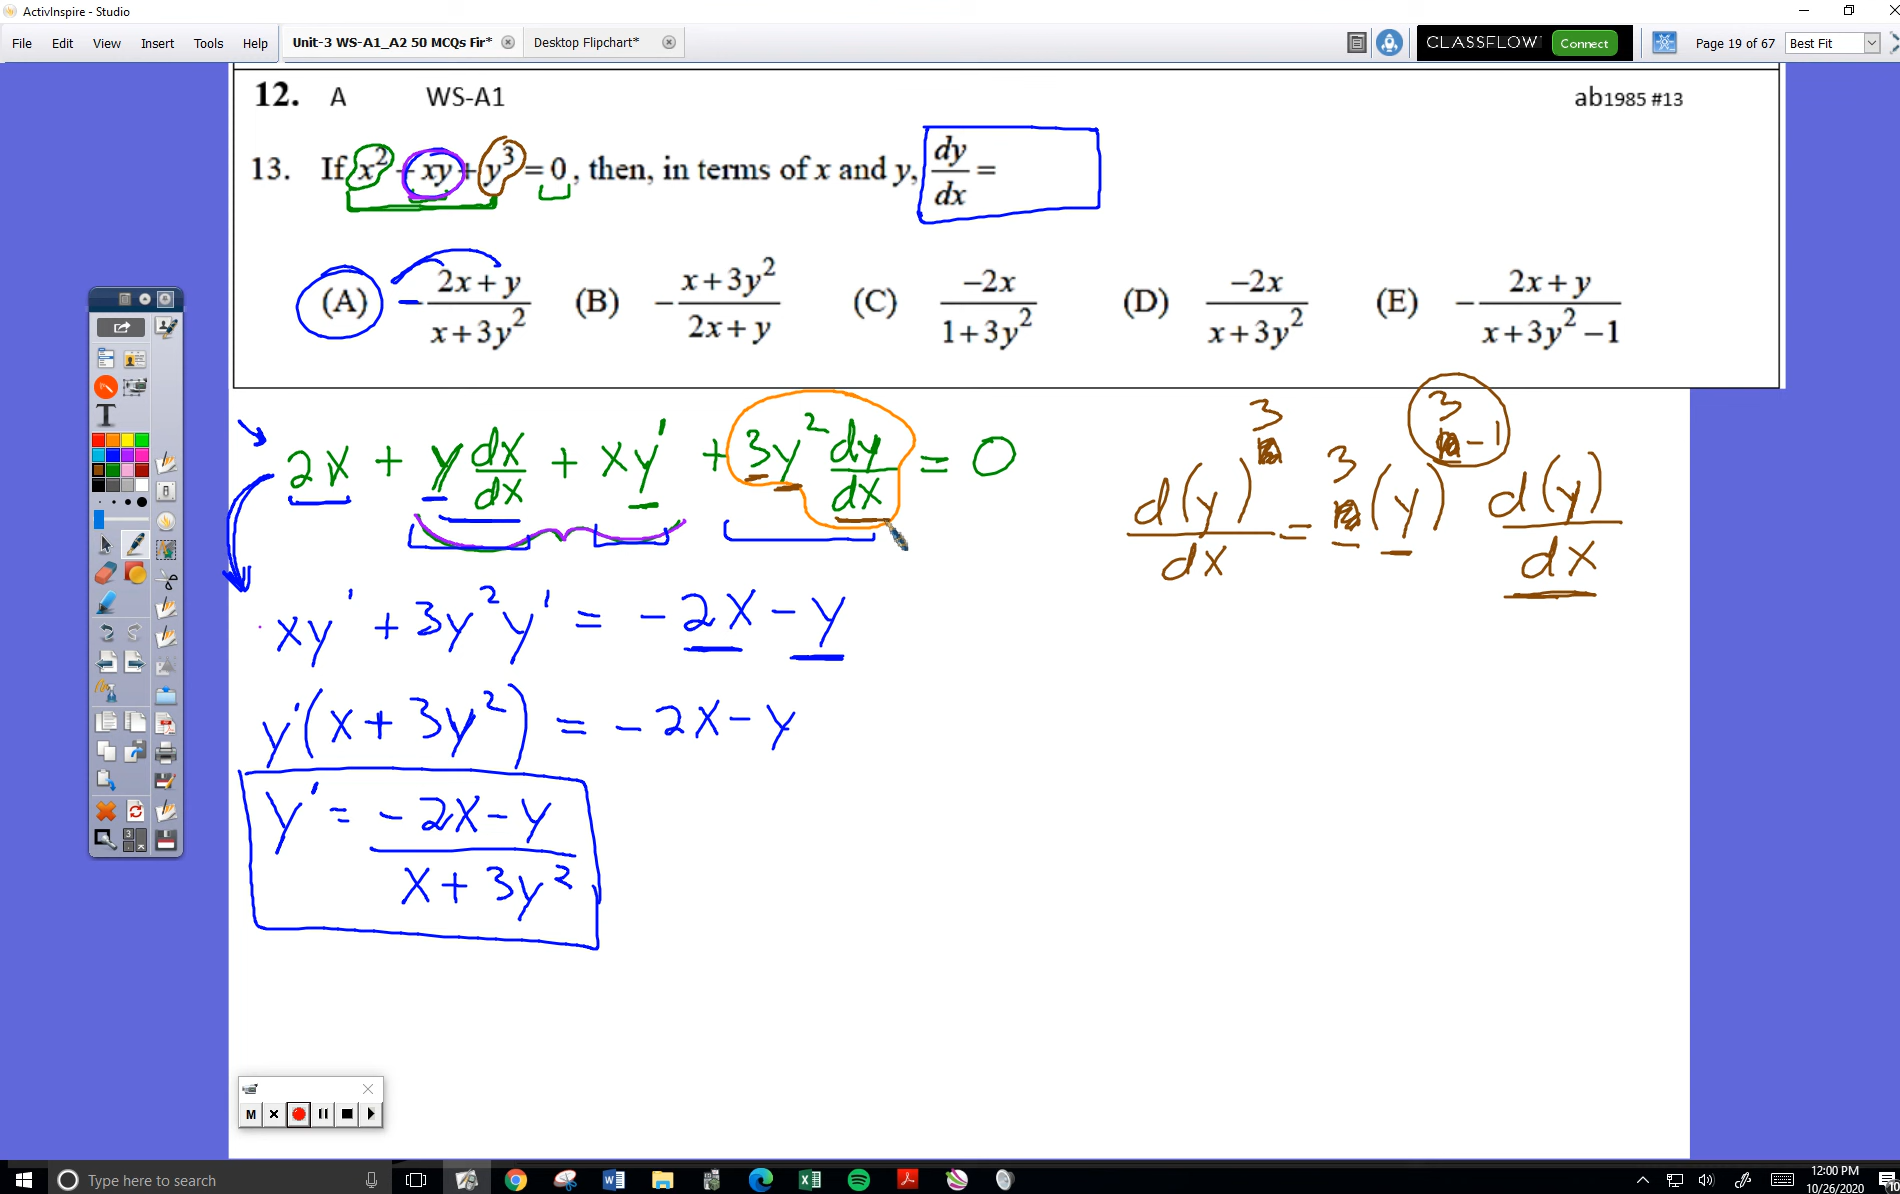 ActivInspire - Studio
File Edit View Insert Tools Help Unit-3 WS-A1_A2 50 MCQs Fir* Desktop Flipchart* CLASSFLOW Connect Page 19 of 67 Best Fit
12. A WS-A1 ab1985 #13
13. If x² + xy + y³ = 0, then, in terms of x and y, dy/dx =
(A) -(2x + y)/(x + 3y²) (B) -(x + 3y²)/(2x + y) (C) -2x/(1 + 3y²) (D) -2x/(x + 3y²) (E) -(2x + y)/(x + 3y² - 1)
2x + y dx/dx + xy' + 3y² dy/dx = 0
d(y)³/dx = 3(y)³⁻¹ d(y)/dx
xy' + 3y²y' = -2x - y
y'(x + 3y²) = -2x - y
y' = (-2x - y)/(x + 3y²)
T
3
M
Type here to search
12:00 PM
10/26/2020
10